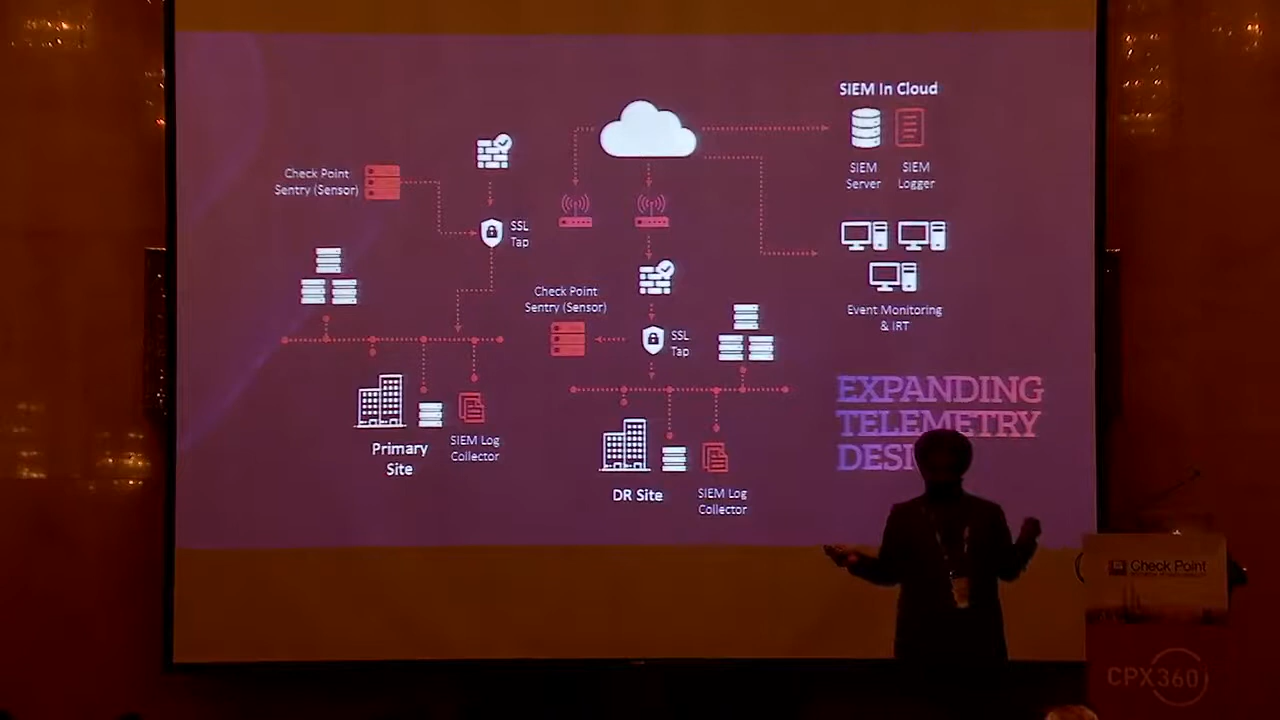 SIEM In Cloud
SIEM
Server
SIEM
Logger
Check Point
Sentry (Sensor)
SSL
Tap
Check Point
Sentry (Sensor)
SSL
Tap
Event Monitoring
& IRT
Primary
Site
SIEM Log
Collector
DR Site
SIEM Log
Collector
EXPANDING
TELEMETRY
DESI
Check Point
CPX360